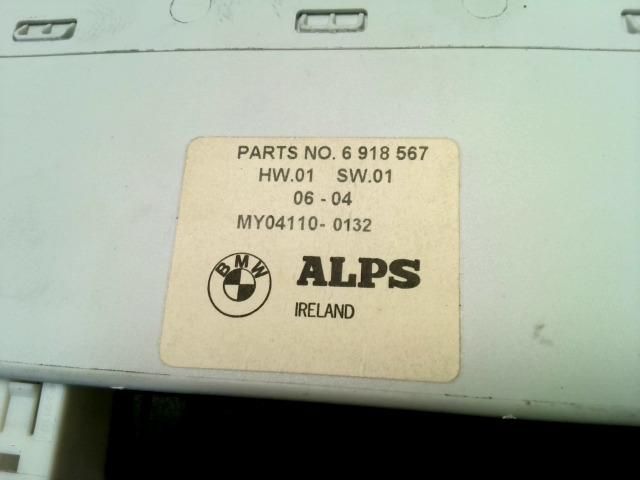 PARTS NO. 6 918 567
HW.01 SW.01
06 - 04
MY04110- 0132
BMW
ALPS
IRELAND